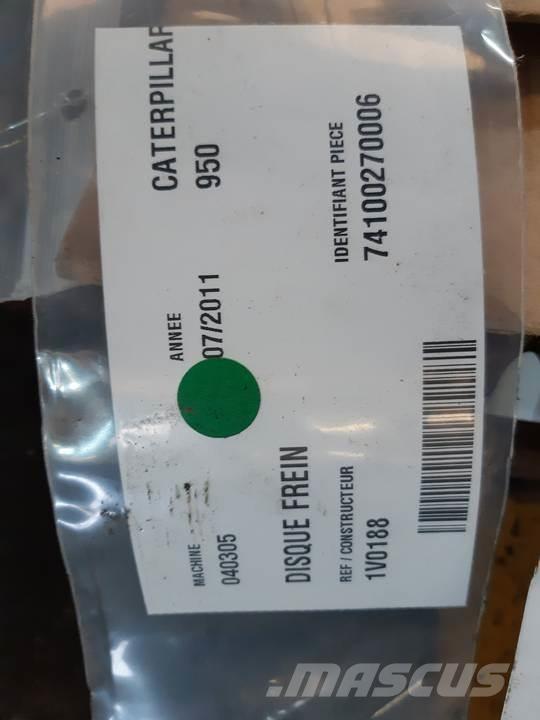 CATERPILLAR
950
MACHINE
ANNEE
040305
07/2011
DISQUE FREIN
REF / CONSTRUCTEUR
1V0188
IDENTIFIANT PIECE
74100270006
MASCUS